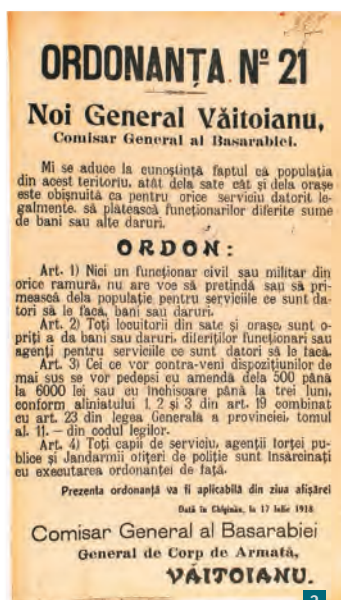 ORDONANȚA Nº 21
Noi General Văitoianu,
Comisar General al Basarabiei.
Mi se aduce la cunoștință faptul că populația
din acest teritoriu, atât dela sate cât și dela orașe
este obișnuită ca pentru orice serviciu datorit le-
galmente, să plătească funcționarilor diferite sume
de bani sau alte daruri.
ORDON:
Art. 1) Nici un funcționar civil sau militar din
orice ramură, nu are voe să pretindă sau să pri-
mească dela populație pentru serviciile ce sunt da-
tori să le facă, bani sau daruri.
Art. 2) Toți locuitorii din sate și orașe, sunt o-
priți a da bani sau daruri, diferiților funcționari sau
agenți pentru serviciile ce sunt datori să le facă.
Art. 3) Cei ce vor contra-veni dispozițiunilor de
mai sus se vor pedepsi cu amendă dela 500 până
la 6000 lei sau cu închisoare până la trei luni,
conform aliniatului 1, 2 și 3 din art. 19 combinat
cu art. 23 din legea Generală a provinciei, tomul
al. 11. — din codul legilor.
Art. 4) Toți capii de serviciu, agenții forței pu-
blice și Jandarmii ofițeri de poliție sunt însărcinați
cu executarea ordonanței de față.
Prezenta ordonanță va fi aplicabilă din ziua afișărei
Dată în Chișinău, la 17 Iulie 1918
Comisar General al Basarabiei
General de Corp de Armată,
VĂITOIANU.
2